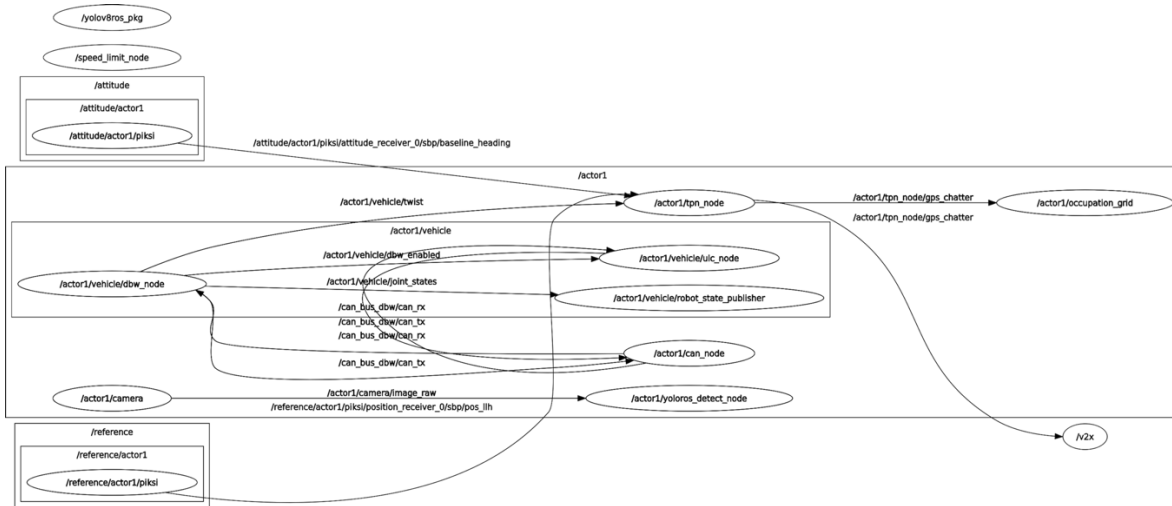 /yolov8ros_pkg
/speed_limit_node
/attitude
/attitude/actor1
/attitude/actor1/piksi
/attitude/actor1/piksi/attitude_receiver_0/sbp/baseline_heading
/actor1
/actor1/vehicle/twist
/actor1/tpn_node
/actor1/tpn_node/gps_chatter
/actor1/occupation_grid
/actor1/tpn_node/gps_chatter
/actor1/vehicle
/actor1/vehicle/dbw_enabled
/actor1/vehicle/uic_node
/actor1/vehicle/dbw_node
/actor1/vehicle/joint_states
/actor1/vehicle/robot_state_publisher
/can_bus_dbw/can_rx
/can_bus_dbw/can_tx
/can_bus_dbw/can_rx
/actor1/can_node
/can_bus_dbw/can_tx
/actor1/camera/image_raw
/actor1/camera
/actor1/yoloros_detect_node
/reference/actor1/piksi/position_receiver_0/sbp/pos_llh
/reference
/v2x
/reference/actor1
/reference/actor1/piksi